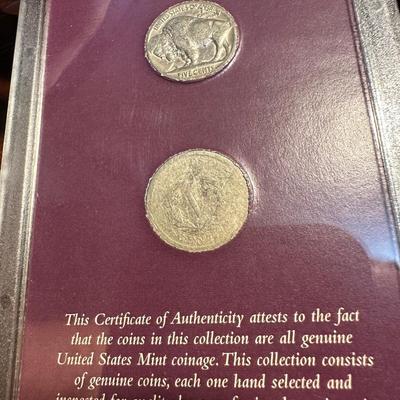 FIVE CENTS
This Certificate of Authenticity attests to the fact
that the coins in this collection are all genuine
United States Mint coinage. This collection consists
of genuine coins, each one hand selected and